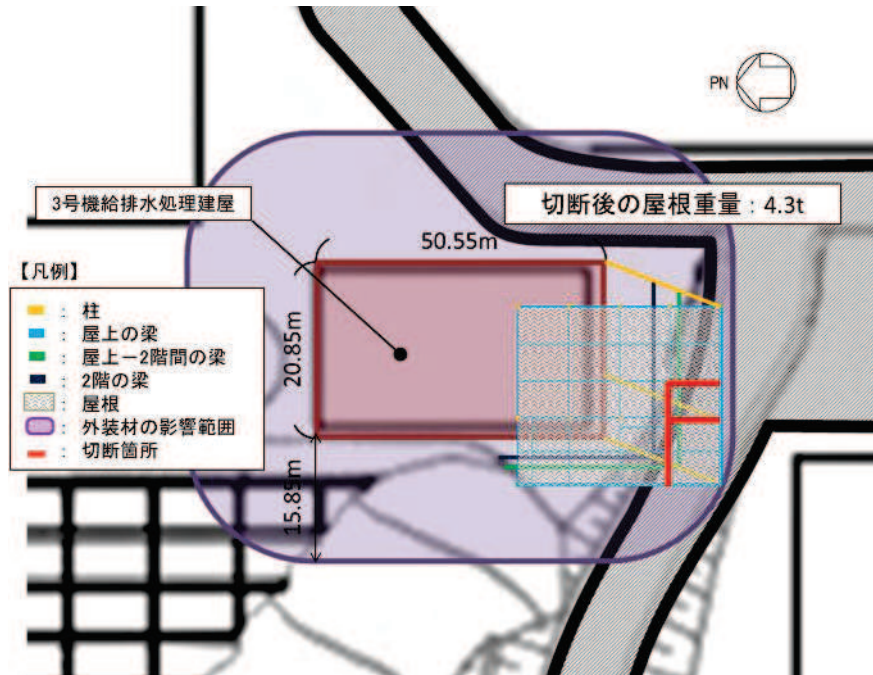 PN
3号機給排水処理建屋
切断後の屋根重量：4.3t
50.55m
20.85m
15.85m
【凡例】
：柱
：屋上の梁
：屋上－2階間の梁
：2階の梁
：屋根
：外装材の影響範囲
：切断箇所